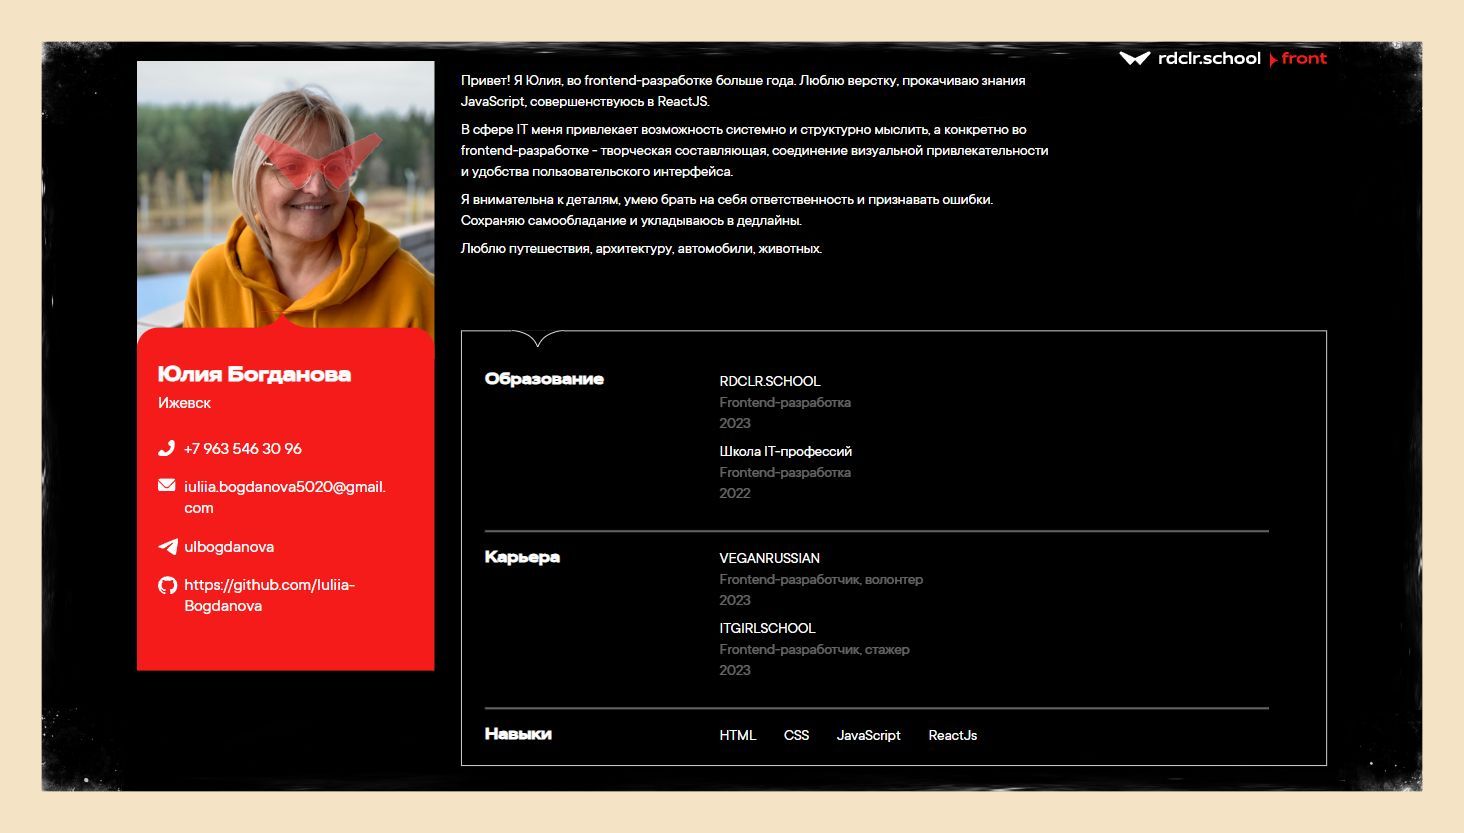 rdclr.school front
Привет! Я Юлия, во frontend-разработке больше года. Люблю верстку, прокачиваю знания
JavaScript, совершенствуюсь в ReactJS.
В сфере IT меня привлекает возможность системно и структурно мыслить, а конкретно во
frontend-разработке - творческая составляющая, соединение визуальной привлекательности
и удобства пользовательского интерфейса.
Я внимательна к деталям, умею брать на себя ответственность и признавать ошибки.
Сохраняю самообладание и укладываюсь в дедлайны.
Люблю путешествия, архитектуру, автомобили, животных.
Юлия Богданова
Ижевск
+7 963 546 30 96
iuliia.bogdanova5020@gmail.
com
ulbogdanova
https://github.com/Iuliia-
Bogdanova
Образование
RDCLR.SCHOOL
Frontend-разработка
2023
Школа IT-профессий
Frontend-разработка
2022
Карьера
VEGANRUSSIAN
Frontend-разработчик, волонтер
2023
ITGIRLSCHOOL
Frontend-разработчик, стажер
2023
Навыки
HTML CSS JavaScript ReactJs